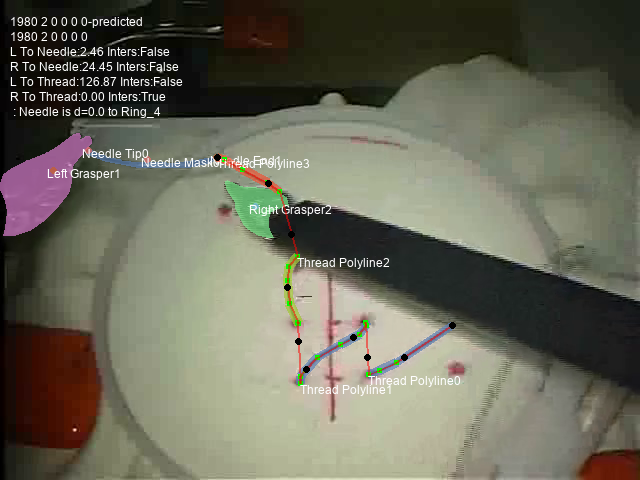 1980 2 0 0 0 0-predicted
1980 2 0 0 0 0
L To Needle:2.46 Inters:False
R To Needle:24.45 Inters:False
L To Thread:126.87 Inters:False
R To Thread:0.00 Inters:True
: Needle is d=0.0 to Ring_4
Needle Tip0
Needle Mask
Thread Polyline3
Left Grasper1
Right Grasper2
Thread Polyline2
Thread Polyline0
Thread Polyline1